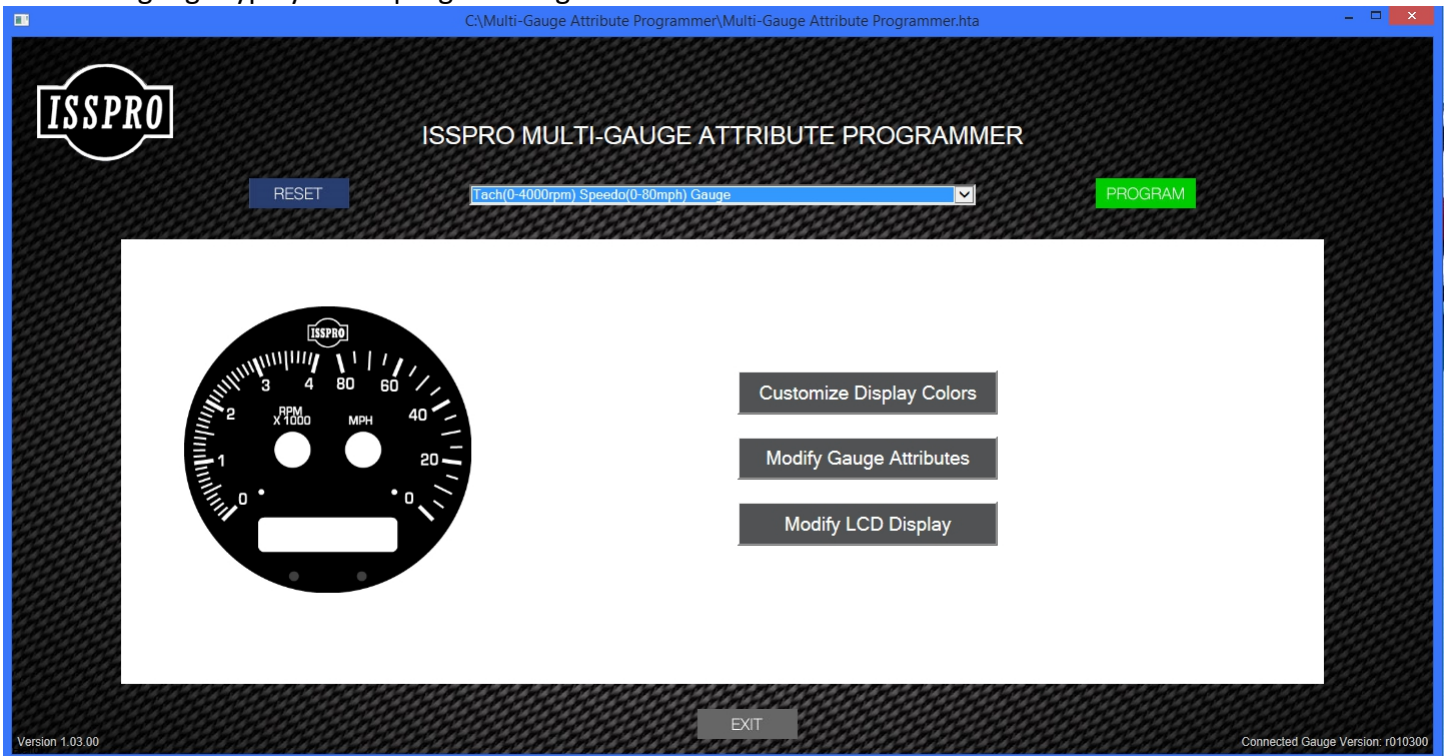 C:\Multi-Gauge Attribute Programmer\Multi-Gauge Attribute Programmer.hta
ISSPRO
ISSPRO MULTI-GAUGE ATTRIBUTE PROGRAMMER
RESET
Tach(0-4000rpm) Speedo(0-80mph) Gauge
PROGRAM
ISSPRO
3 4 80 60
2 RPM X1000 MPH 40
1 20
0 0
Customize Display Colors
Modify Gauge Attributes
Modify LCD Display
EXIT
Version 1.03.00
Connected Gauge Version: r010300